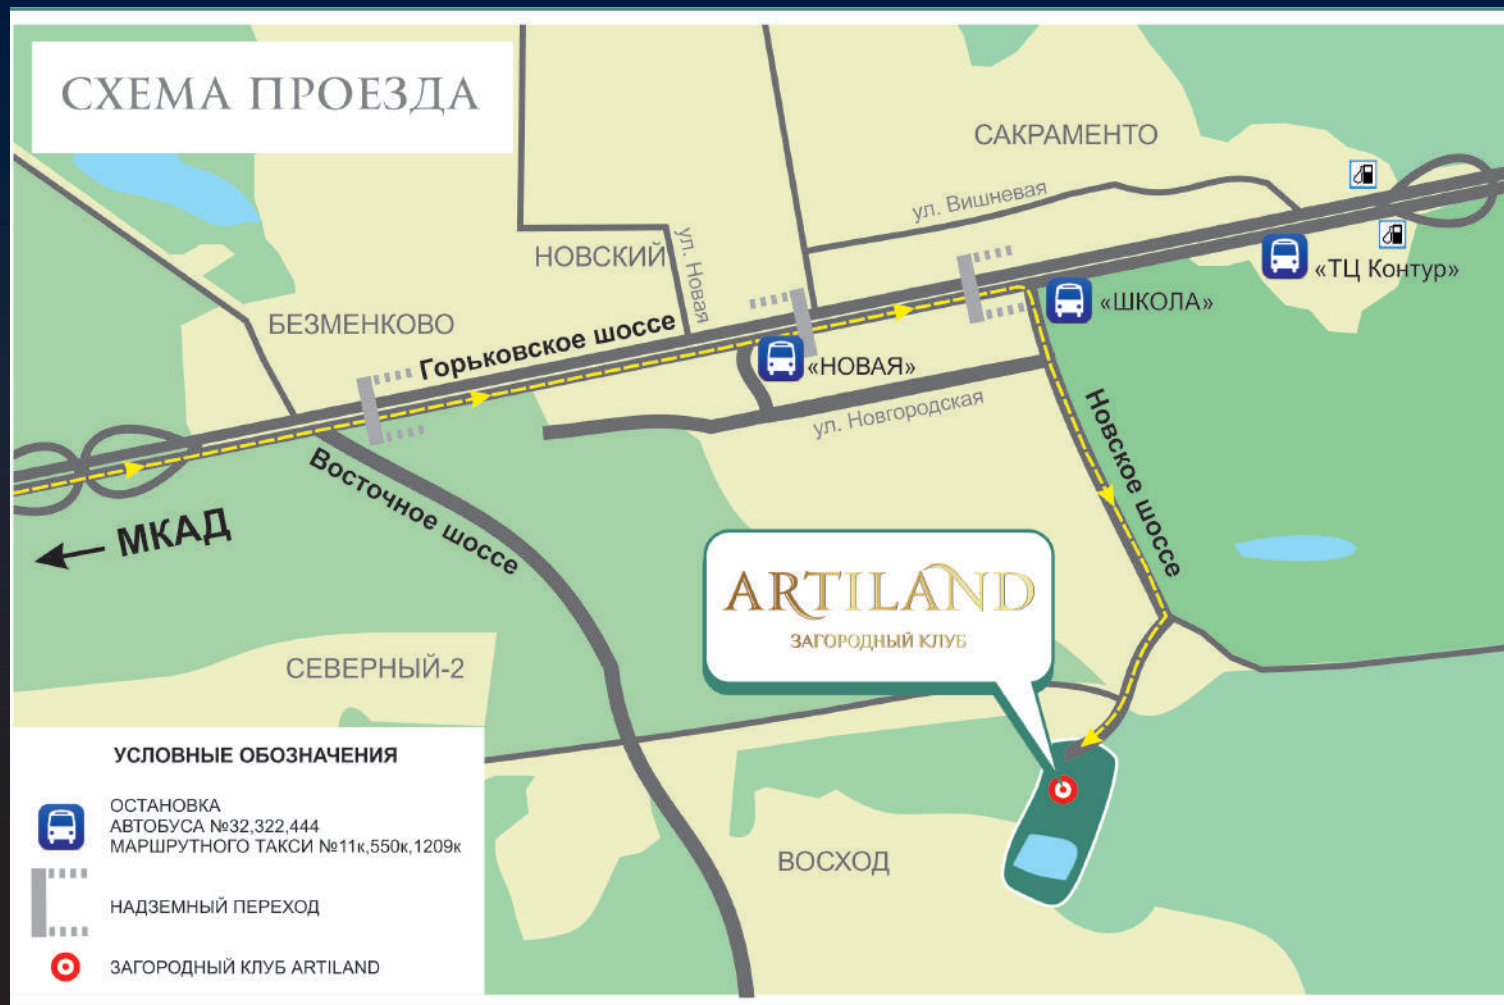 СХЕМА ПРОЕЗДА
САКРАМЕНТО
ул. Вишневая
НОВСКИЙ
ул. Новая
«ТЦ Контур»
«ШКОЛА»
БЕЗМЕНКОВО
Горьковское шоссе
«НОВАЯ»
ул. Новгородская
Новское шоссе
Восточное шоссе
МКАД
ARTILAND
ЗАГОРОДНЫЙ КЛУБ
СЕВЕРНЫЙ-2
ВОСХОД
УСЛОВНЫЕ ОБОЗНАЧЕНИЯ
ОСТАНОВКА
АВТОБУСА №32,322,444
МАРШРУТНОГО ТАКСИ №11к,550к,1209к
НАДЗЕМНЫЙ ПЕРЕХОД
ЗАГОРОДНЫЙ КЛУБ ARTILAND